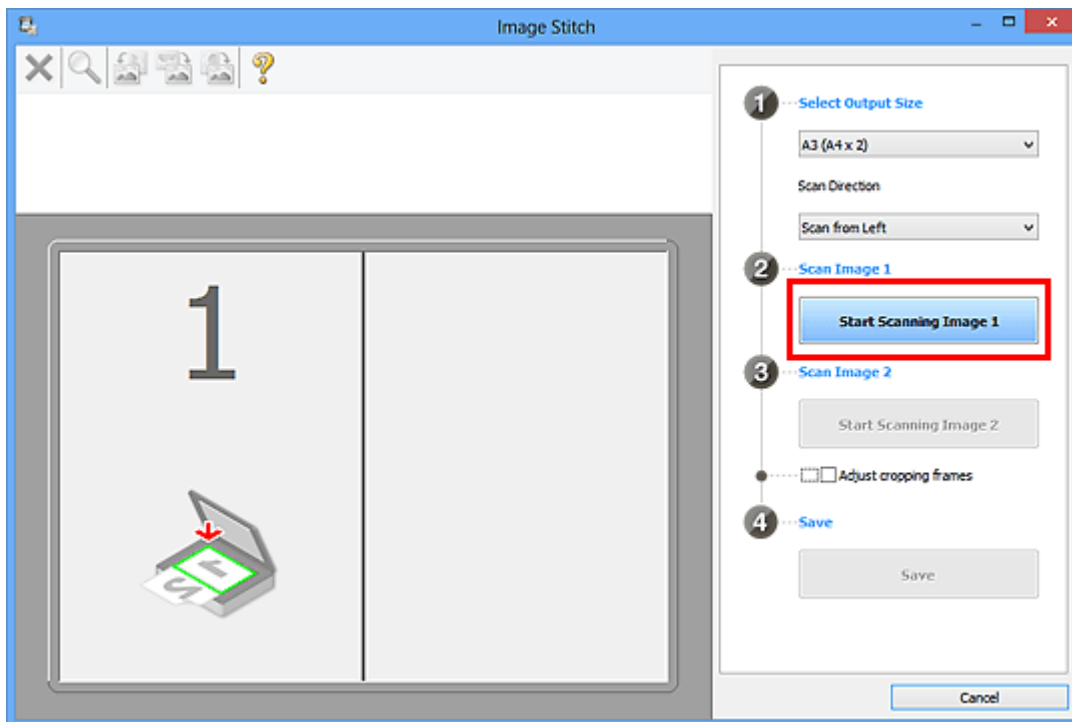 Image Stitch
1
1 Select Output Size
A3 (A4 x 2)
Scan Direction
Scan from Left
2 Scan Image 1
Start Scanning Image 1
3 Scan Image 2
Start Scanning Image 2
Adjust cropping frames
4 Save
Save
Cancel